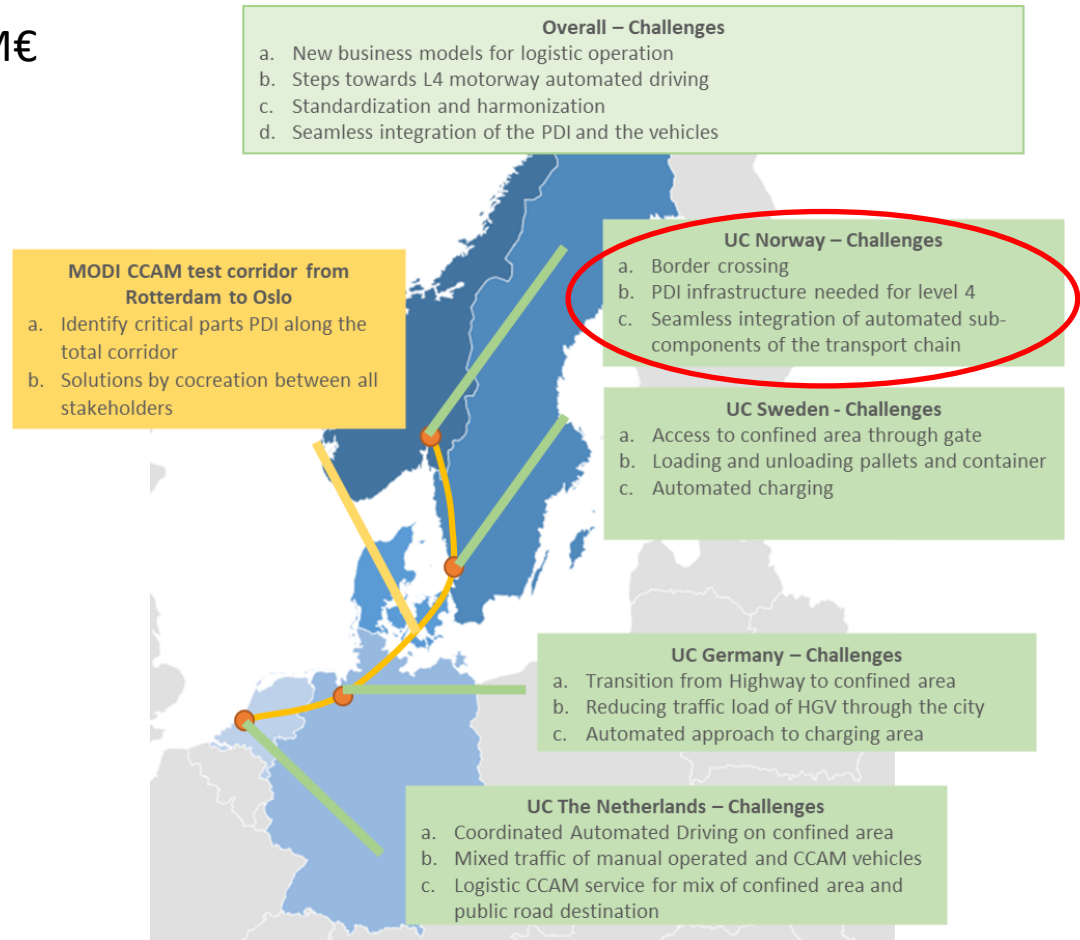 M€
Overall – Challenges
a. New business models for logistic operation
b. Steps towards L4 motorway automated driving
c. Standardization and harmonization
d. Seamless integration of the PDI and the vehicles
UC Norway – Challenges
a. Border crossing
b. PDI infrastructure needed for level 4
c. Seamless integration of automated sub-
components of the transport chain
MODI CCAM test corridor from
Rotterdam to Oslo
a. Identify critical parts PDI along the
total corridor
b. Solutions by cocreation between all
stakeholders
UC Sweden - Challenges
a. Access to confined area through gate
b. Loading and unloading pallets and container
c. Automated charging
UC Germany – Challenges
a. Transition from Highway to confined area
b. Reducing traffic load of HGV through the city
c. Automated approach to charging area
UC The Netherlands – Challenges
a. Coordinated Automated Driving on confined area
b. Mixed traffic of manual operated and CCAM vehicles
c. Logistic CCAM service for mix of confined area and
public road destination